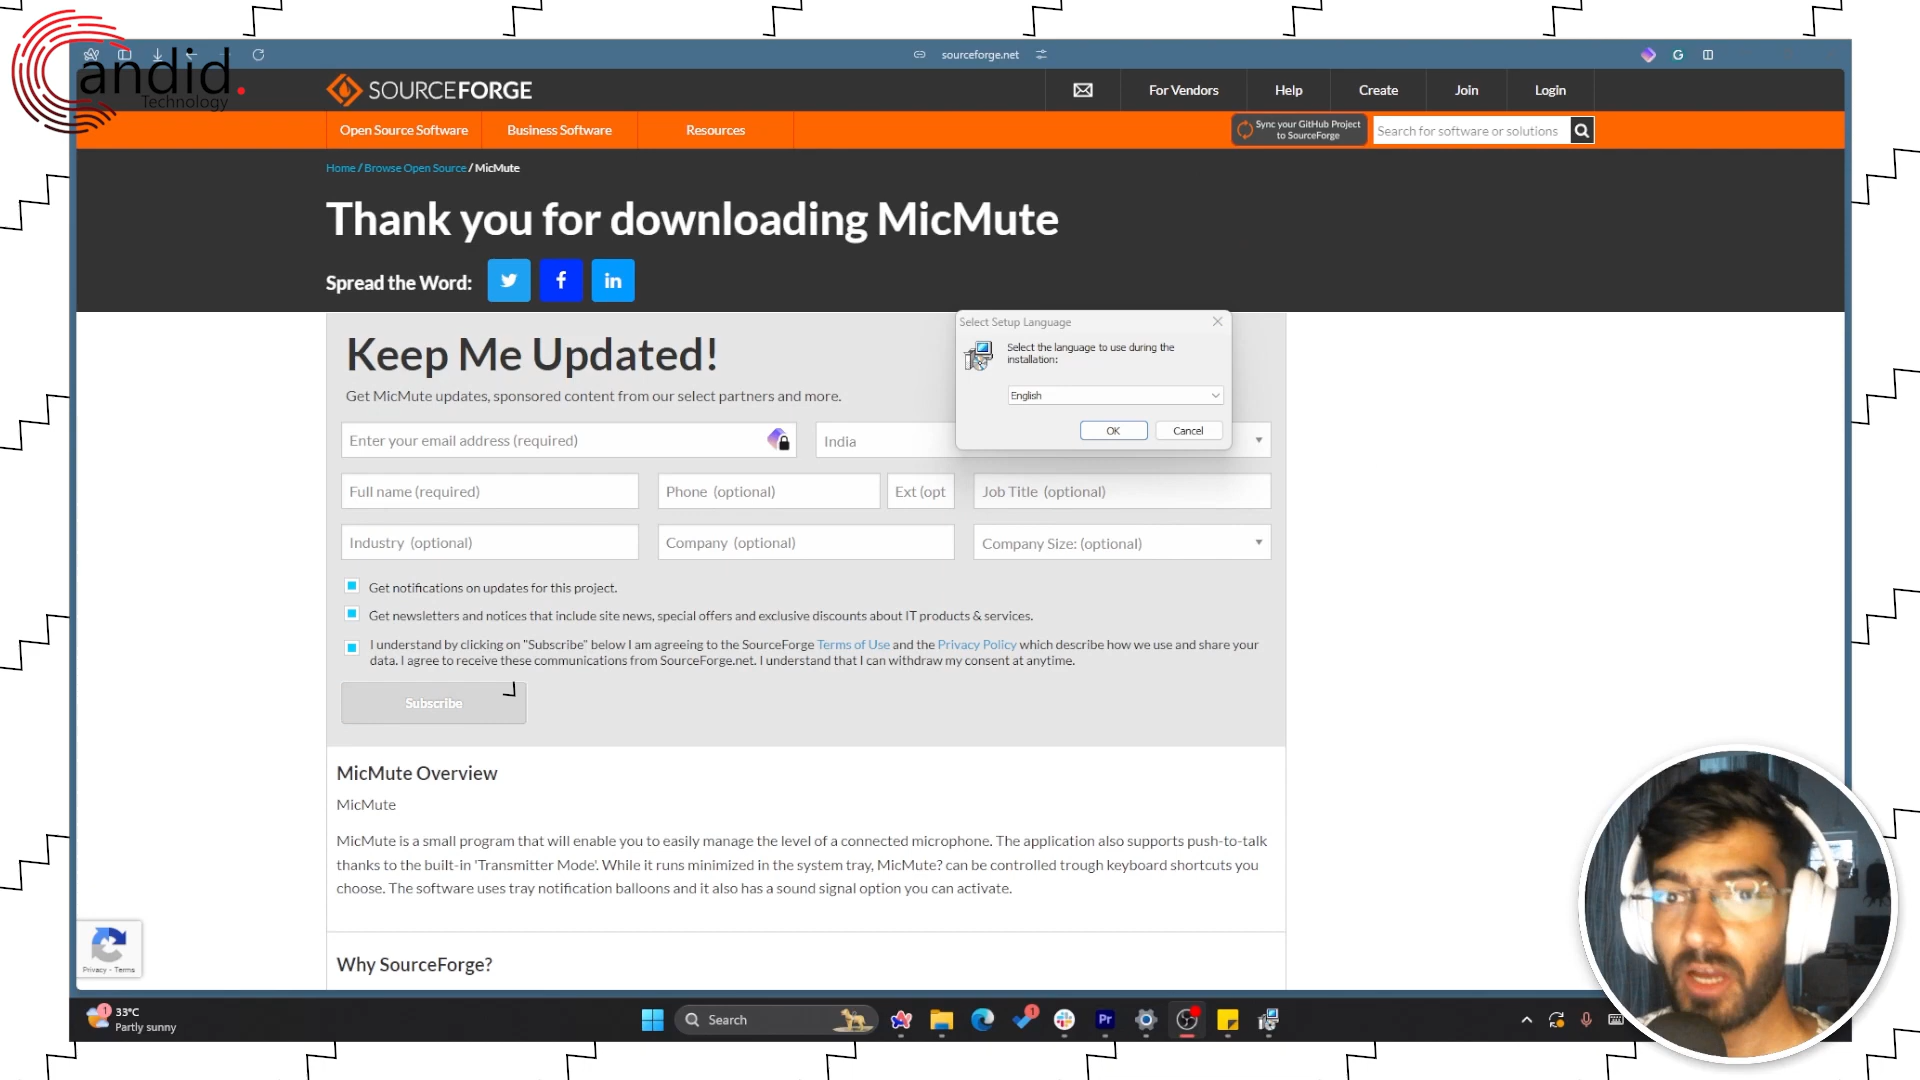 andid.
Technology
sourceforge.net
SOURCEFORGE
For Vendors
Help
Create
Join
Login
Open Source Software
Business Software
Resources
Sync your GitHub Project
to SourceForge
Search for software or solutions
Home / Browse Open Source / MicMute
Thank you for downloading MicMute
Spread the Word:
Select Setup Language
Select the language to use during the
installation:
English
OK
Cancel
Keep Me Updated!
Get MicMute updates, sponsored content from our select partners and more.
Enter your email address (required)
India
Full name (required)
Phone (optional)
Ext (opt
Job Title (optional)
Industry (optional)
Company (optional)
Company Size: (optional)
Get notifications on updates for this project.
Get newsletters and notices that include site news, special offers and exclusive discounts about IT products & services.
I understand by clicking on "Subscribe" below I am agreeing to the SourceForge Terms of Use and the Privacy Policy which describe how we use and share your
data. I agree to receive these communications from SourceForge.net. I understand that I can withdraw my consent at anytime.
Subscribe
MicMute Overview
MicMute
MicMute is a small program that will enable you to easily manage the level of a connected microphone. The application also supports push-to-talk
thanks to the built-in 'Transmitter Mode'. While it runs minimized in the system tray, MicMute? can be controlled trough keyboard shortcuts you
choose. The software uses tray notification balloons and it also has a sound signal option you can activate.
Privacy - Terms
Why SourceForge?
1
33°C
Partly sunny
Search
1
Pr